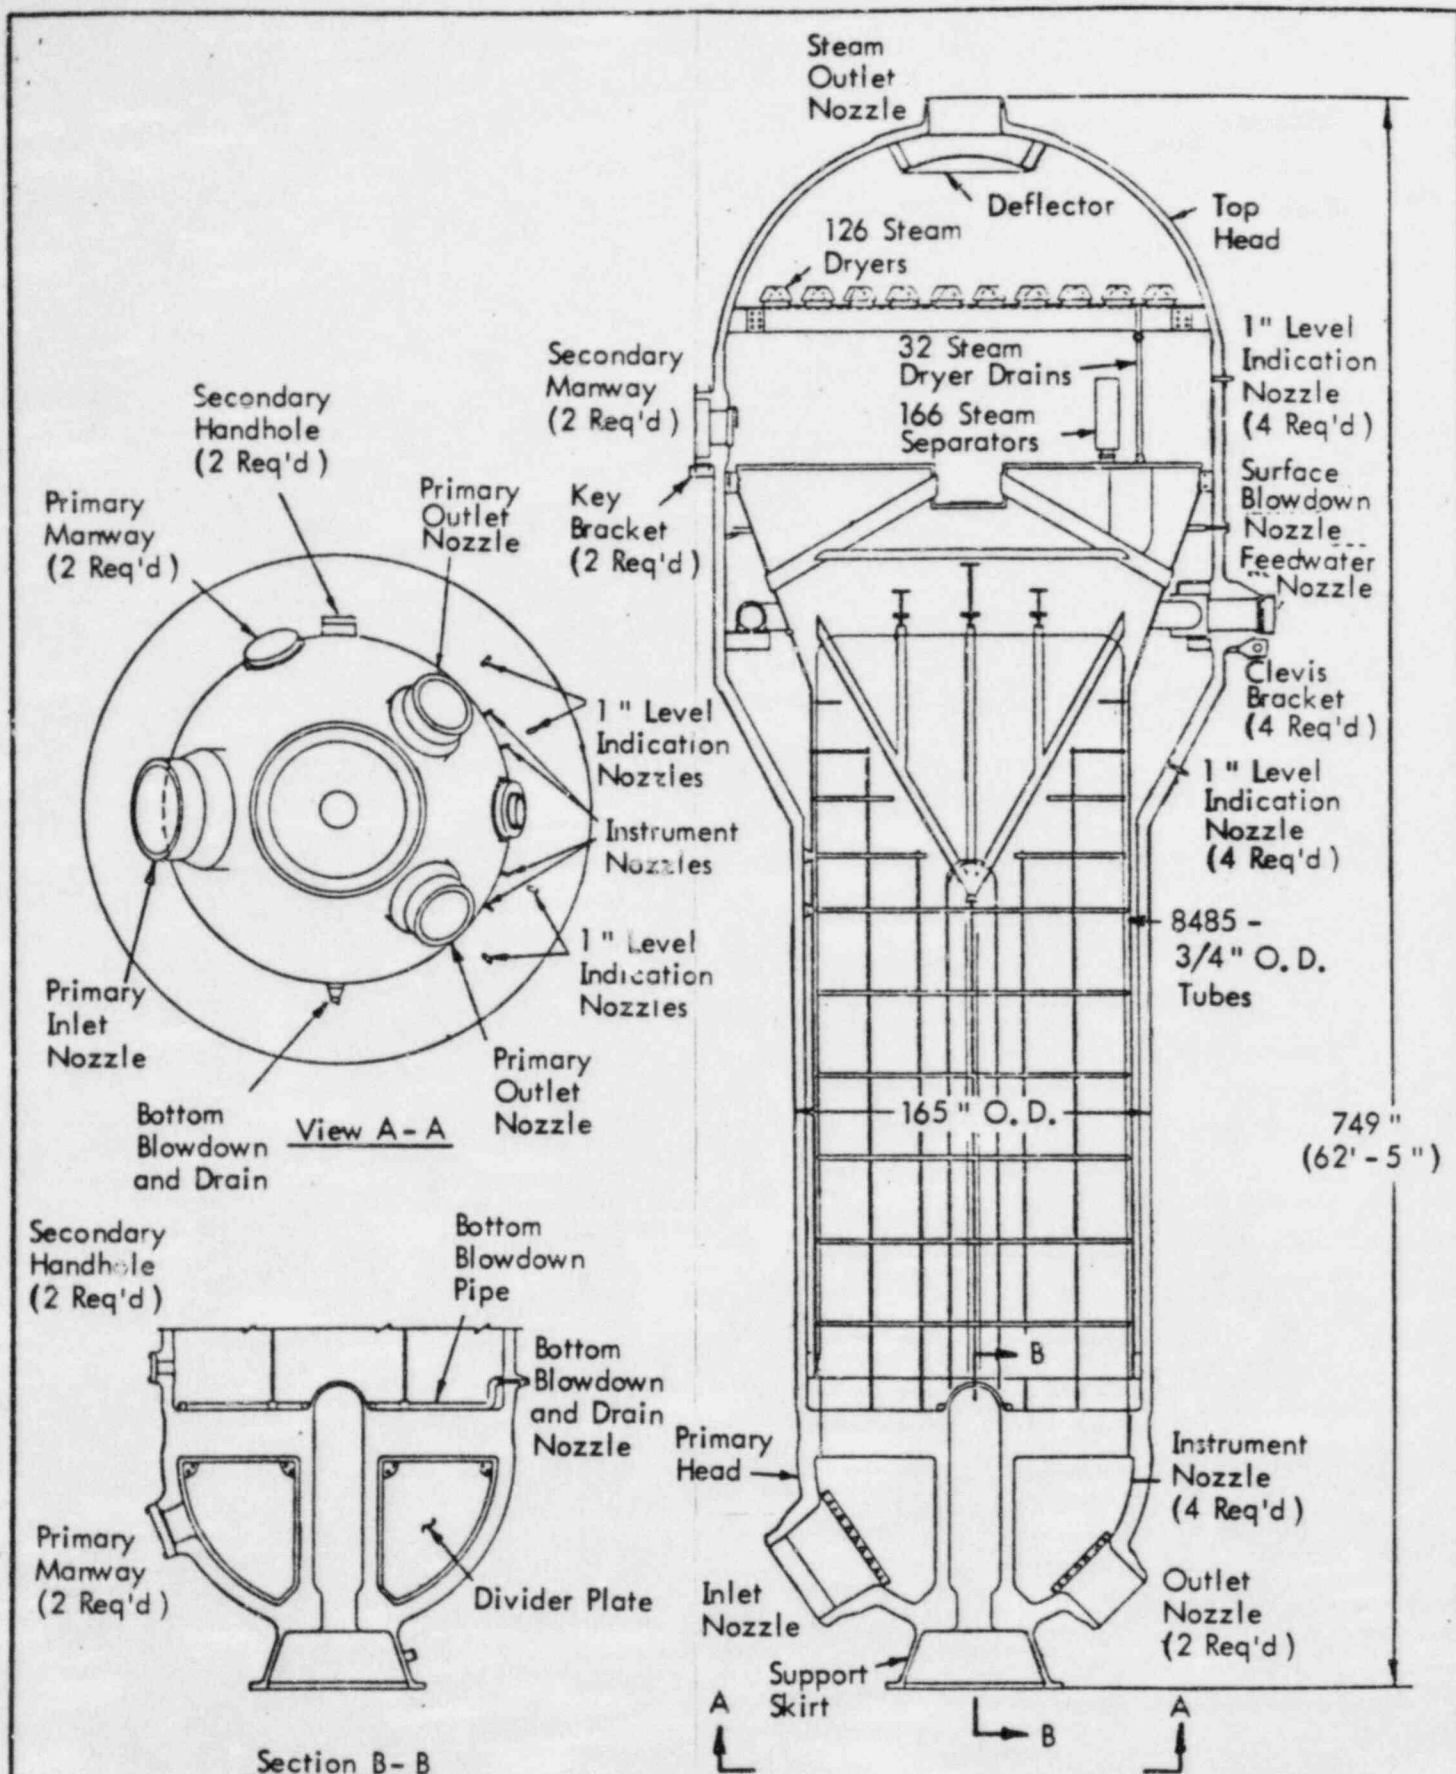 Steam
Outlet
Nozzle
Deflector
Top
Head
126 Steam
Dryers
1" Level
Indication
Nozzle
(4 Req'd)
32 Steam
Dryer Drains
166 Steam
Separators
Secondary
Manway
(2 Req'd)
Key
Bracket
(2 Req'd)
Surface
Blowdown
Nozzle
Feedwater
Nozzle
Clevis
Bracket
(4 Req'd)
1" Level
Indication
Nozzle
(4 Req'd)
8485 -
3/4" O.D.
Tubes
165" O.D.
749"
(62'-5")
B
Primary
Head
Instrument
Nozzle
(4 Req'd)
Inlet
Nozzle
Outlet
Nozzle
(2 Req'd)
Support
Skirt
A
A
B
Secondary
Handhole
(2 Req'd)
Primary
Manway
(2 Req'd)
Primary
Outlet
Nozzle
1" Level
Indication
Nozzles
Instrument
Nozzles
1" Level
Indication
Nozzles
Primary
Inlet
Nozzle
Primary
Outlet
Nozzle
Bottom
Blowdown
and Drain
View A-A
Secondary
Handhole
(2 Req'd)
Bottom
Blowdown
Pipe
Bottom
Blowdown
and Drain
Nozzle
Primary
Manway
(2 Req'd)
Divider Plate
Section B-B